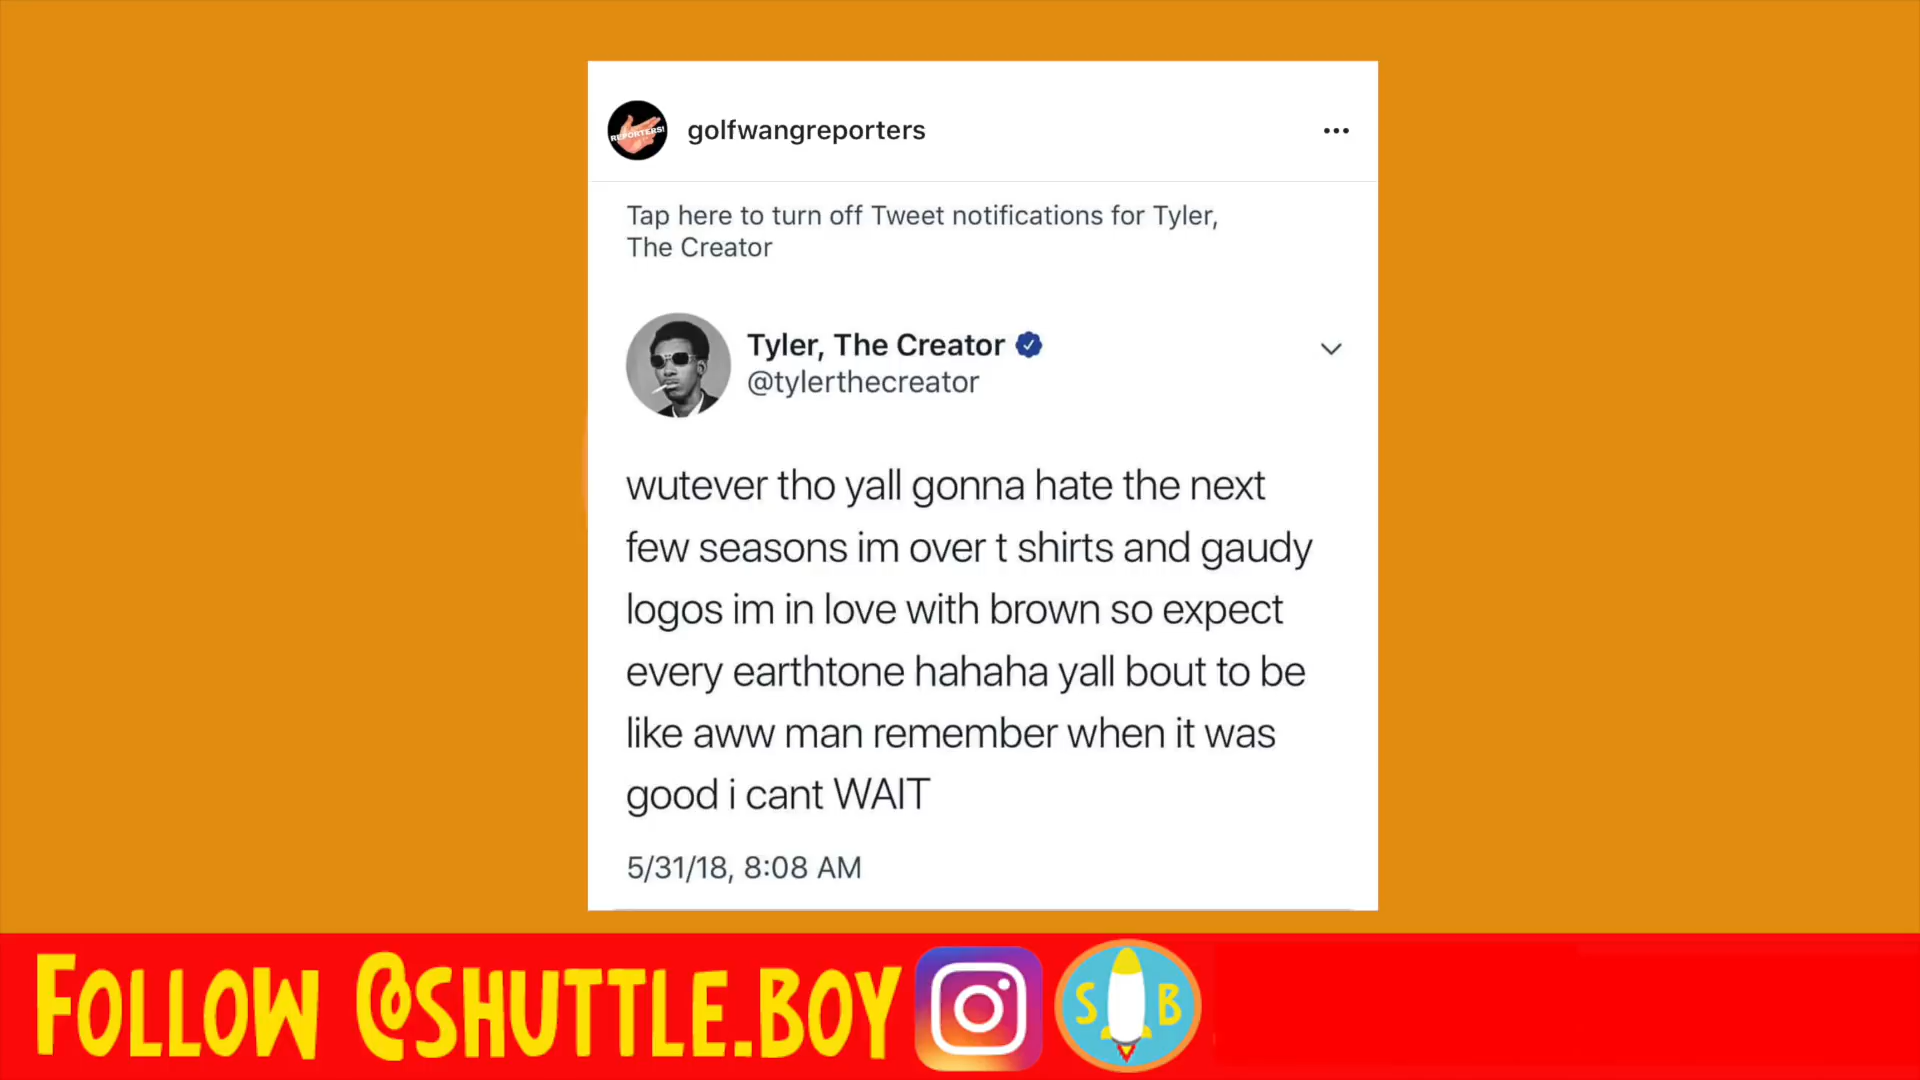 REPORTERS!
golfwangreporters
Tap here to turn off Tweet notifications for Tyler,
The Creator
Tyler, The Creator
@tylerthecreator
wutever tho yall gonna hate the next
few seasons im over t shirts and gaudy
logos im in love with brown so expect
every earthtone hahaha yall bout to be
like aww man remember when it was
good i cant WAIT
5/31/18, 8:08 AM
FOLLOW @SHUTTLE.BOY
S B